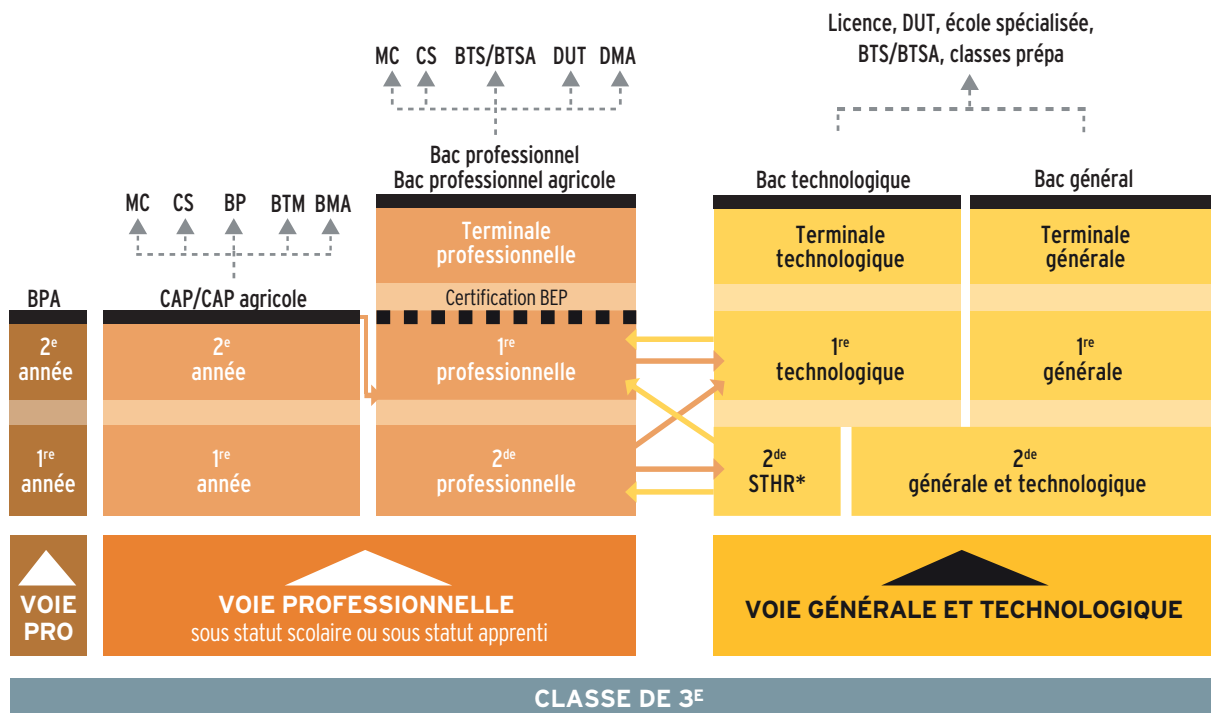 Licence, DUT, école spécialisée,
BTS/BTSA, classes prépa
MC CS BTS/BTSA DUT DMA
Bac professionnel
Bac professionnel agricole
Bac technologique
Bac général
MC CS BP BTM BMA
Terminale
professionnelle
Terminale
technologique
Terminale
générale
BPA
CAP/CAP agricole
Certification BEP
2e
année
2e
année
1re
professionnelle
1re
technologique
1re
générale
1re
année
1re
année
2de
professionnelle
2de
STHR*
2de
générale et technologique
VOIE
PRO
VOIE PROFESSIONNELLE
sous statut scolaire ou sous statut apprenti
VOIE GÉNÉRALE ET TECHNOLOGIQUE
CLASSE DE 3E